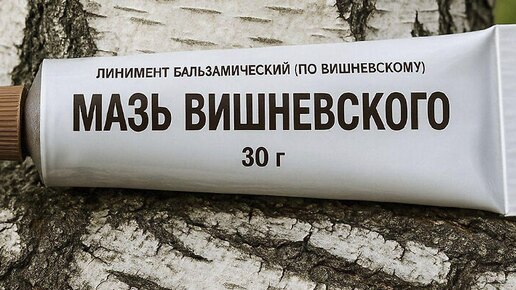 ЛИНИМЕНТ БАЛЬЗАМИЧЕСКИЙ (ПО ВИШНЕВСКОМУ)
МАЗЬ ВИШНЕВСКОГО
30 г